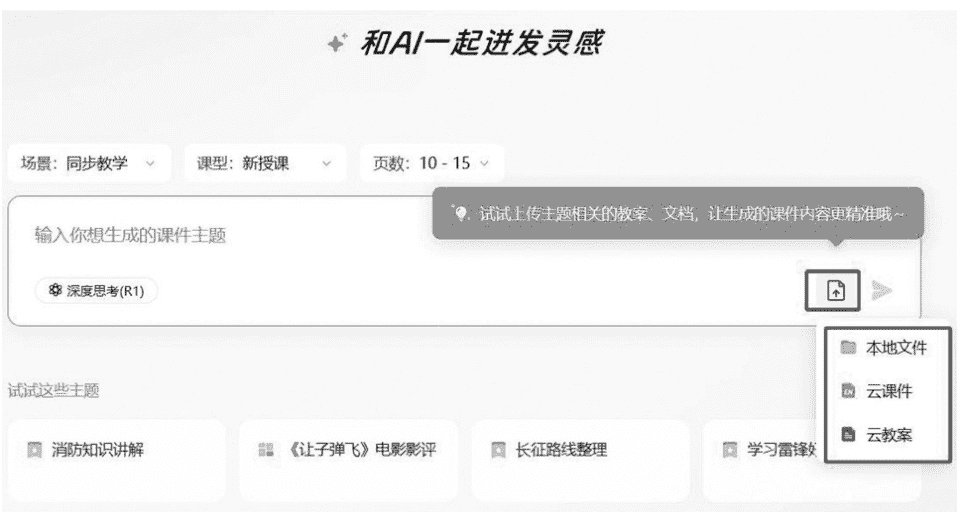 和AI一起迸发灵感
场景：同步教学
课型：新授课
页数：10 - 15
试试上传主题相关的教案、文档，让生成的课件内容更精准哦~
输入你想生成的课件主题
深度思考(R1)
本地文件
云课件
云教案
试试这些主题
消防知识讲解
《让子弹飞》电影影评
长征路线整理
学习雷锋好